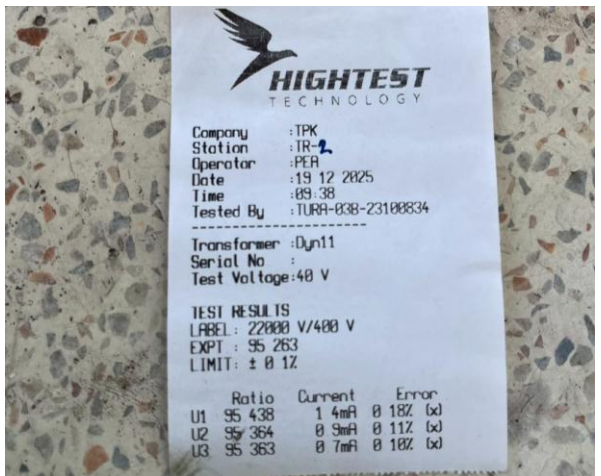 HIGHTEST
TECHNOLOGY
Company :TPK
Station :TR-2
Operator :PEA
Date :19 12 2025
Time :09:38
Tested By :TURA-038-23100834
-----------------------
Transformer :Dyn11
Serial No :
Test Voltage:40 V
TEST RESULTS
LABEL: 22000 V/400 V
EXPT : 95 263
LIMIT: ± 0 1%
Ratio Current Error
U1 95 438 1 4mA 0 18% (x)
U2 95 364 0 9mA 0 11% (x)
U3 95 363 0 7mA 0 10% (x)